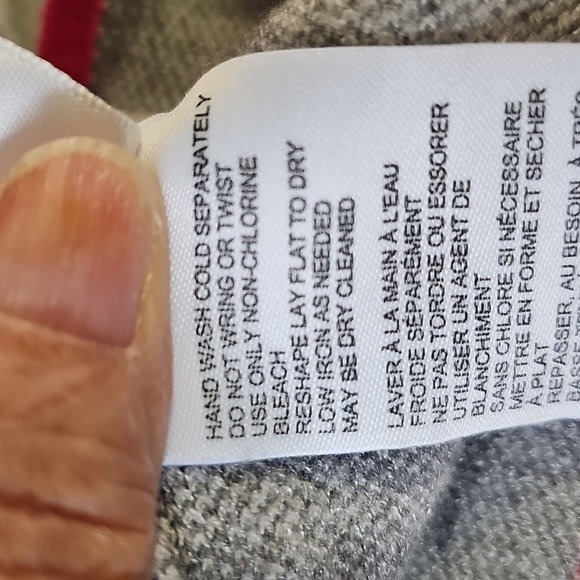 HAND WASH COLD SEPARATELY
DO NOT WRING OR TWIST
USE ONLY NON-CHLORINE
BLEACH
RESHAPE LAY FLAT TO DRY
LOW IRON AS NEEDED
MAY BE DRY CLEANED
LAVER À LA MAIN À L'EAU
FROIDE SÉPARÉMENT
NE PAS TORDRE OU ESSORER
UTILISER UN AGENT DE
BLANCHIMENT
SANS CHLORE SI NÉCESSAIRE
METTRE EN FORME ET SECHER
À PLAT
REPASSER, AU BESOIN, À